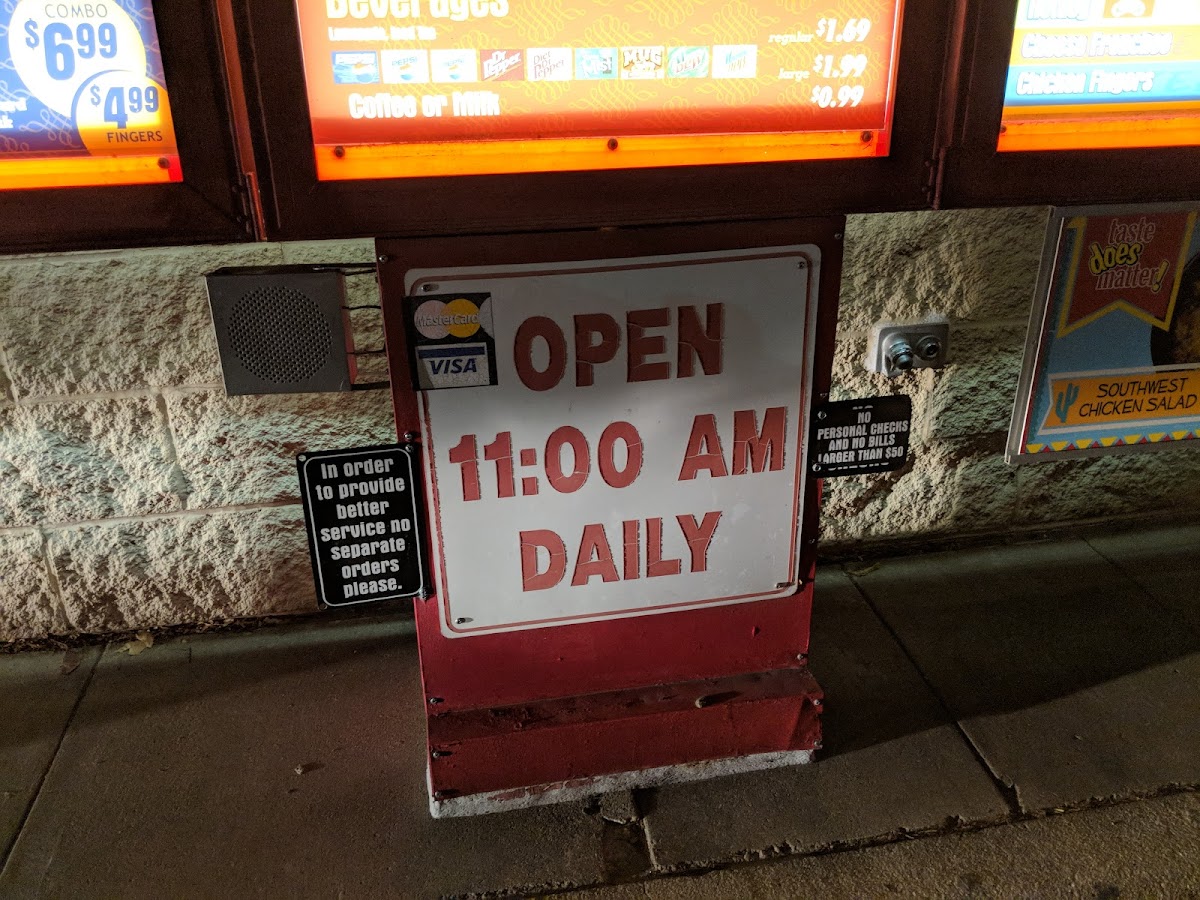 COMBO
$6.99
$4.99
FINGERS
Beverages
regular $1.69
large $1.99
Coffee or Milk $0.99
Chicken Fingers
MasterCard
VISA
OPEN
11:00 AM
DAILY
In order
to provide
better
service no
separate
orders
please.
NO
PERSONAL CHECKS
AND NO BILLS
LARGER THAN $50
taste
does
matter!
SOUTHWEST
CHICKEN SALAD